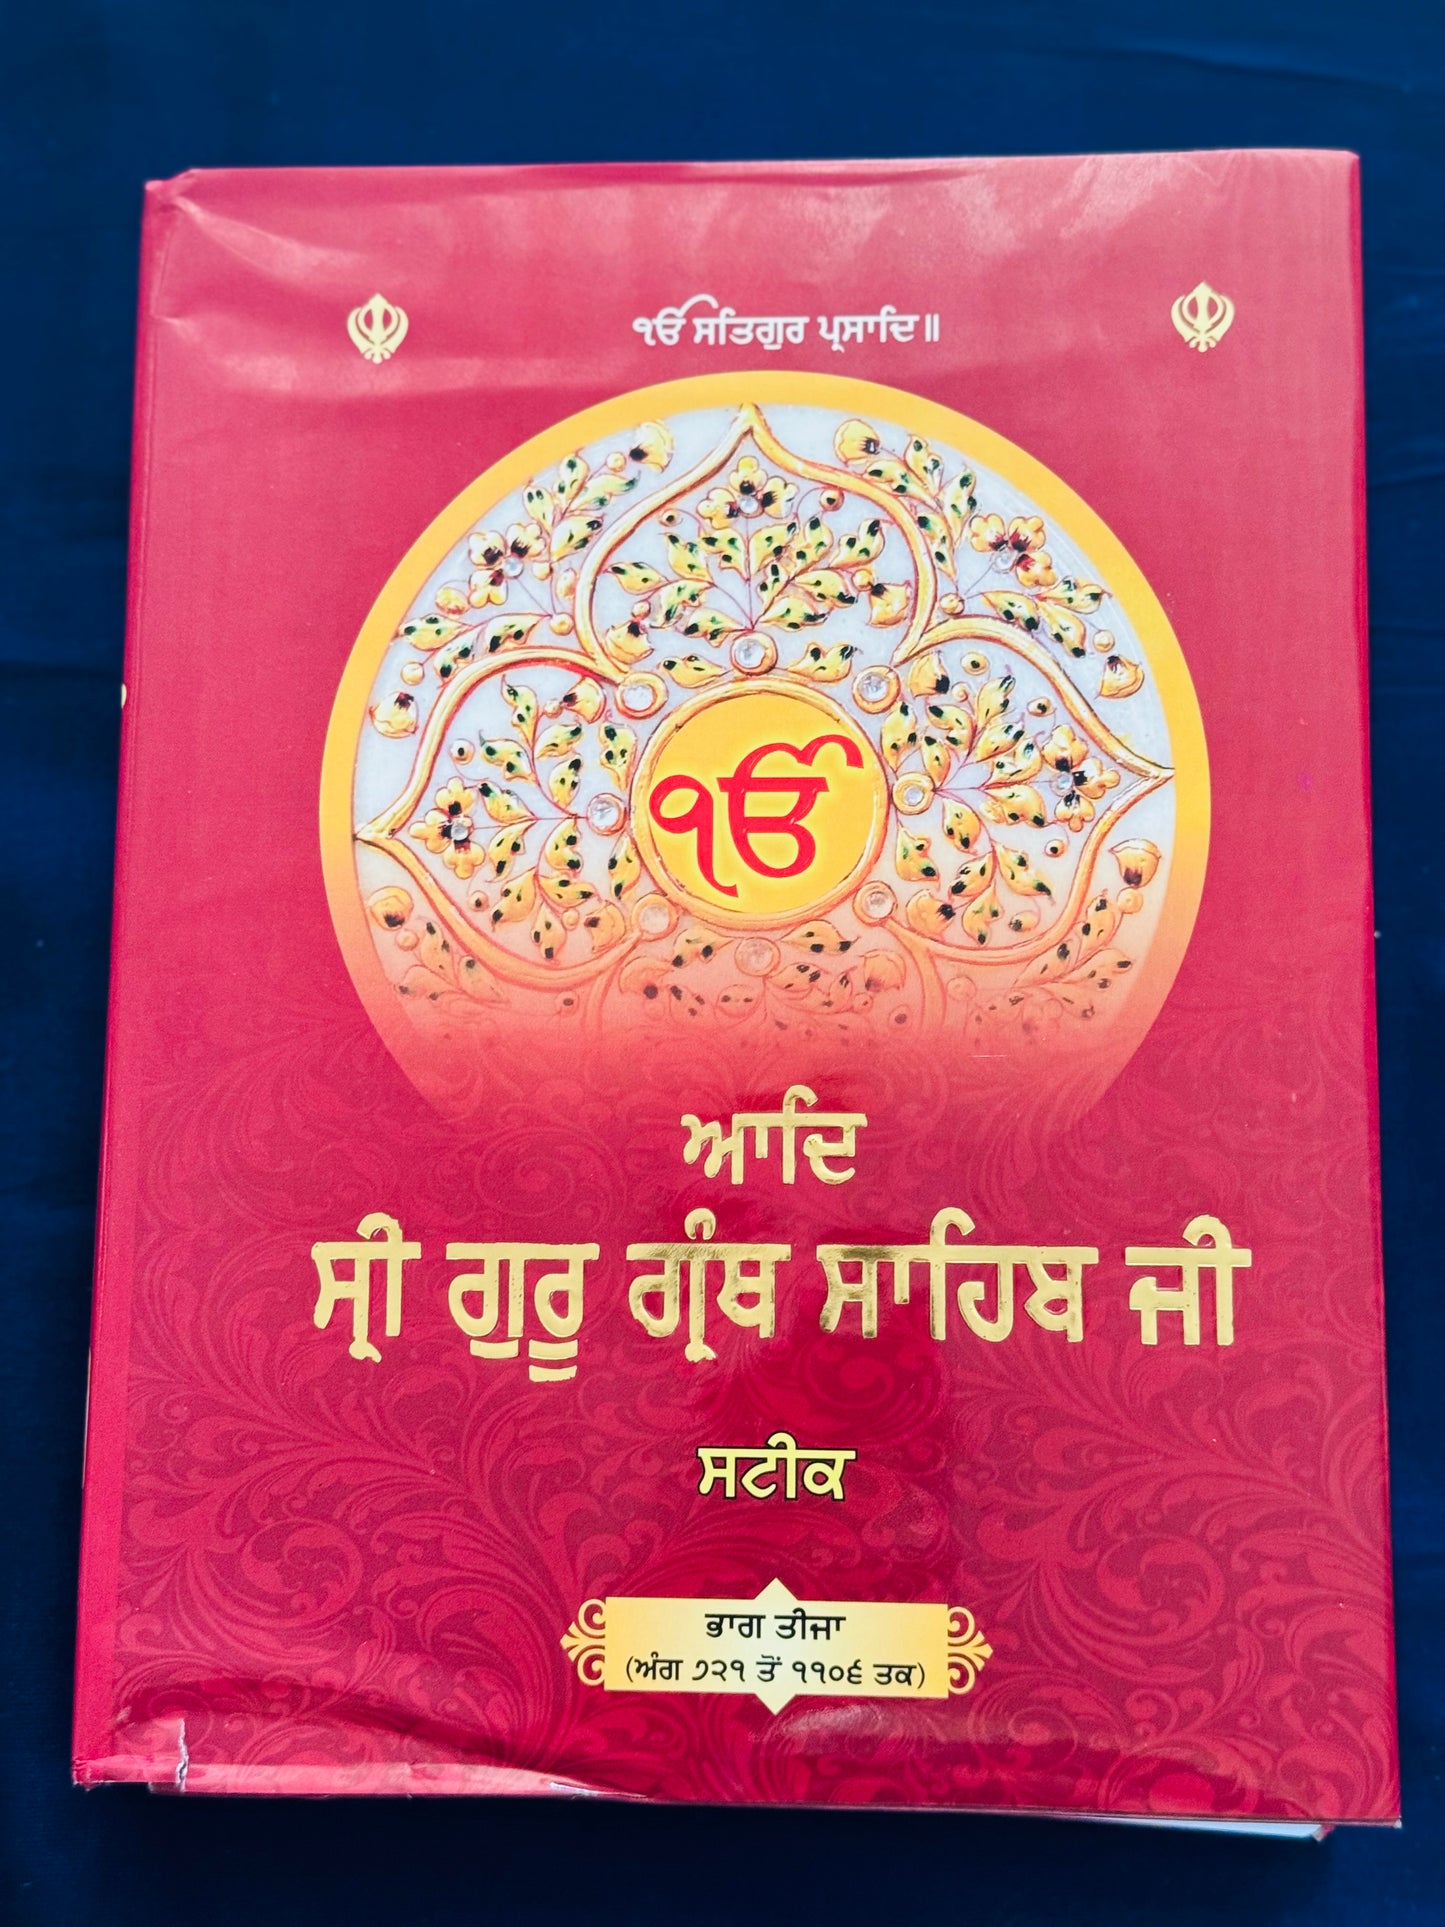 ੴ ਸਤਿਗੁਰ ਪ੍ਰਸਾਦਿ॥
ੴ
ਆਦਿ
ਸ੍ਰੀ ਗੁਰੂ ਗ੍ਰੰਥ ਸਾਹਿਬ ਜੀ
ਸਟੀਕ
ਭਾਗ ਤੀਜਾ
(ਅੰਗ ੭੨੧ ਤੋਂ ੧੧੦੬ ਤਕ)